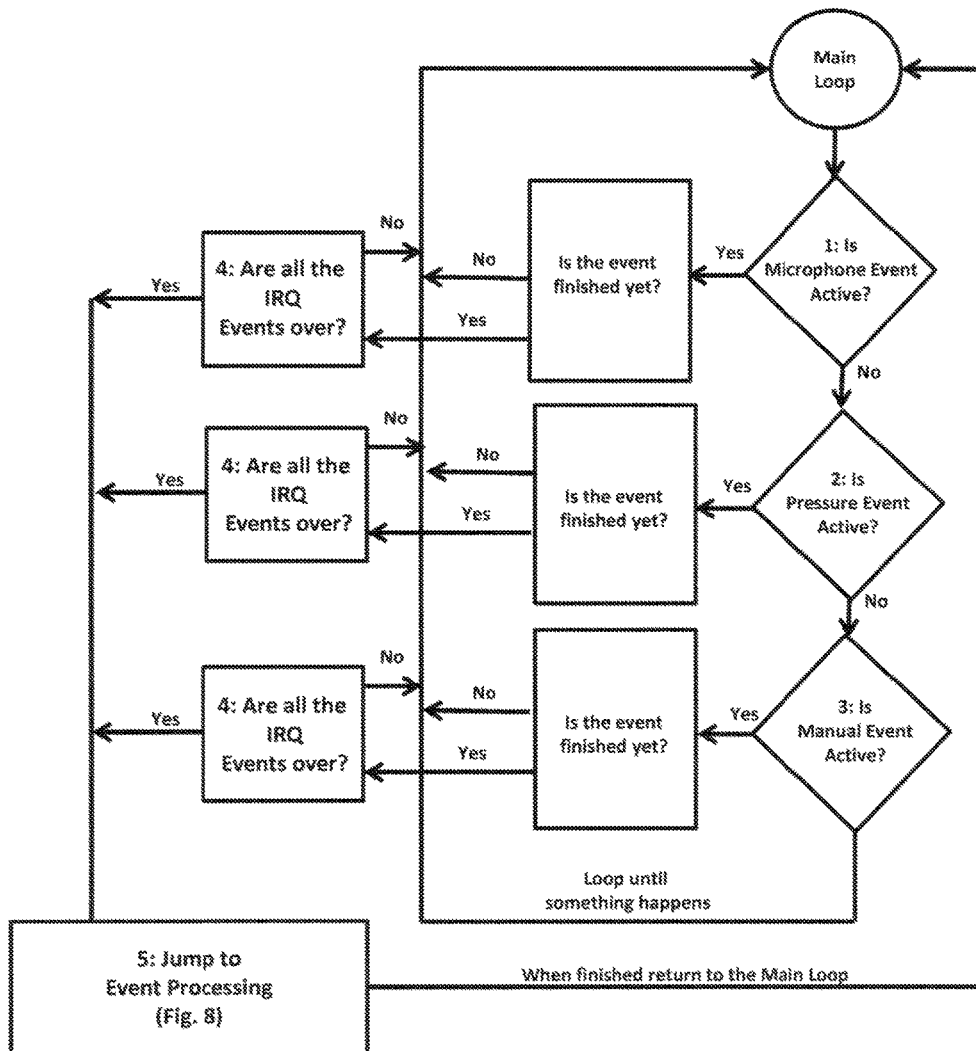 Main
Loop
1: Is
Microphone Event
Active?
Yes
No
Is the event
finished yet?
No
Yes
4: Are all the
IRQ
Events over?
No
Yes
2: Is
Pressure Event
Active?
Yes
No
Is the event
finished yet?
No
Yes
4: Are all the
IRQ
Events over?
No
Yes
3: Is
Manual Event
Active?
Yes
Is the event
finished yet?
No
Yes
4: Are all the
IRQ
Events over?
No
Yes
Loop until
something happens
5: Jump to
Event Processing
(Fig. 8)
When finished return to the Main Loop